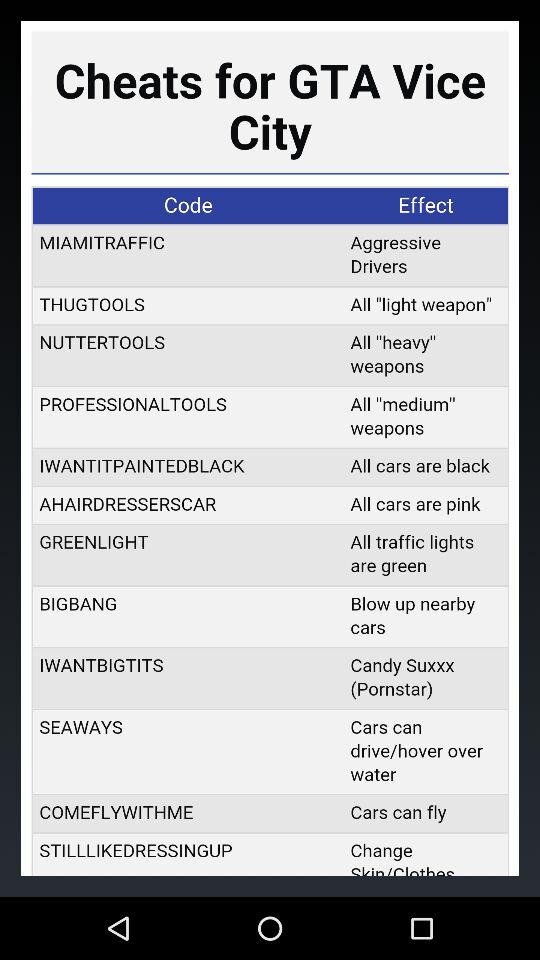 Cheats for GTA Vice
City
Code Effect
MIAMITRAFFIC Aggressive
Drivers
THUGTOOLS All "light weapon"
NUTTERTOOLS All "heavy"
weapons
PROFESSIONALTOOLS All "medium"
weapons
IWANTITPAINTEDBLACK All cars are black
AHAIRDRESSERSCAR All cars are pink
GREENLIGHT All traffic lights
are green
BIGBANG Blow up nearby
cars
IWANTBIGTITS Candy Suxxx
(Pornstar)
SEAWAYS Cars can
drive/hover over
water
COMEFLYWITHME Cars can fly
STILLLIKEDRESSINGUP Change
Skin/Clothes